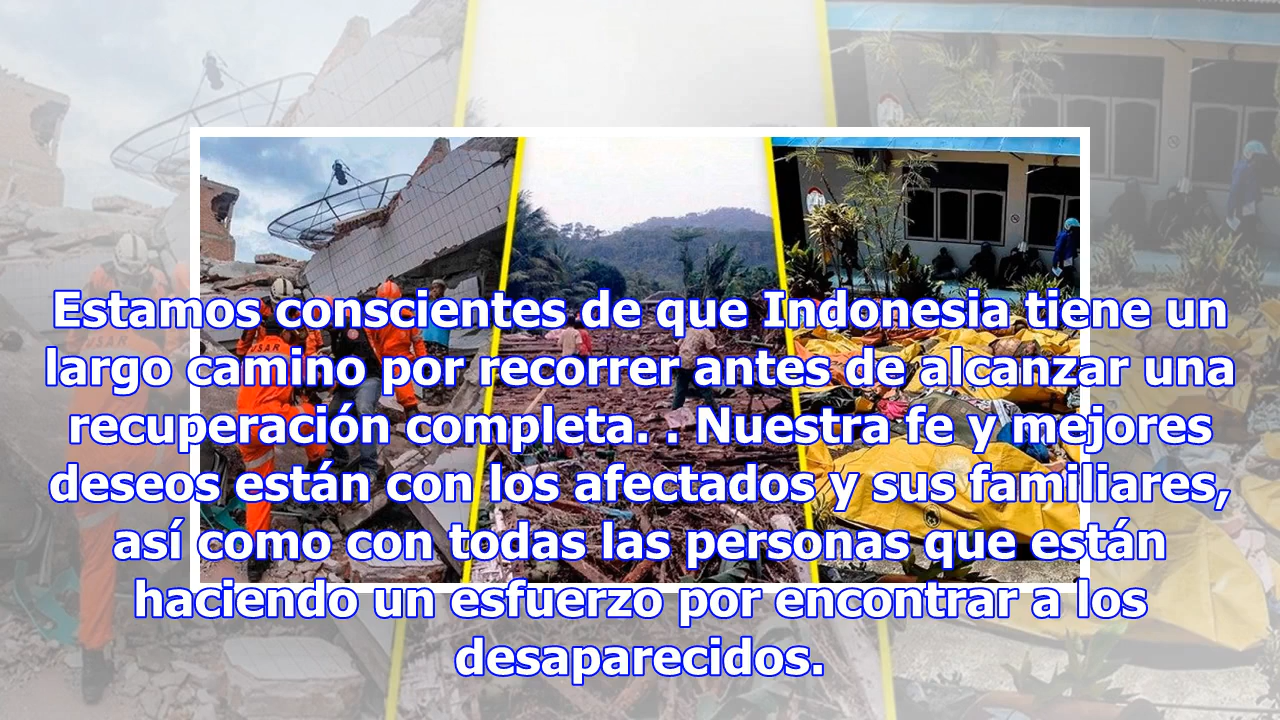 Estamos conscientes de que Indonesia tiene un
largo camino por recorrer antes de alcanzar una
recuperación completa. . Nuestra fe y mejores
deseos están con los afectados y sus familiares,
así como con todas las personas que están
haciendo un esfuerzo por encontrar a los
desaparecidos.
USAR